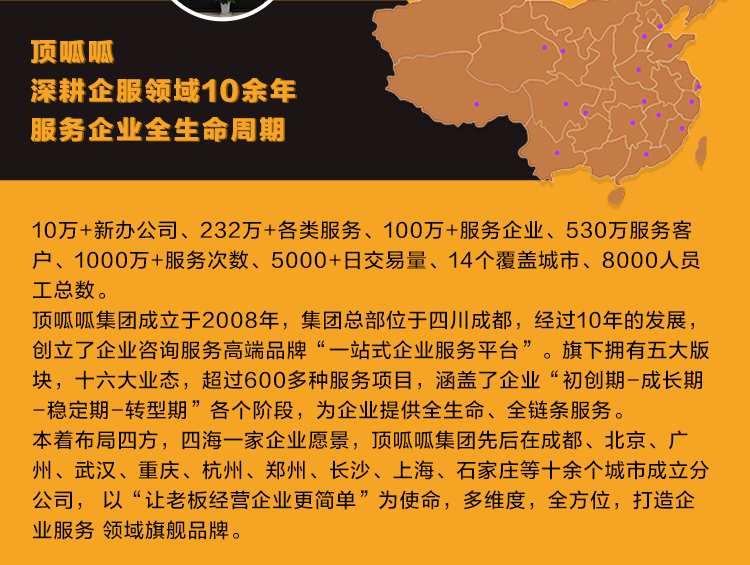 顶呱呱
深耕企服领域10余年
服务企业全生命周期
10万+新办公司、232万+各类服务、100万+服务企业、530万服务客
户、1000万+服务次数、5000+日交易量、14个覆盖城市、8000人员
工总数。
顶呱呱集团成立于2008年，集团总部位于四川成都，经过10年的发展，
创立了企业咨询服务高端品牌“一站式企业服务平台”。旗下拥有五大版
块，十六大业态，超过600多种服务项目，涵盖了企业“初创期-成长期
-稳定期-转型期”各个阶段，为企业提供全生命、全链条服务。
本着布局四方，四海一家企业愿景，顶呱呱集团先后在成都、北京、广
州、武汉、重庆、杭州、郑州、长沙、上海、石家庄等十余个城市成立分
公司， 以“让老板经营企业更简单”为使命，多维度，全方位，打造企
业服务 领域旗舰品牌。